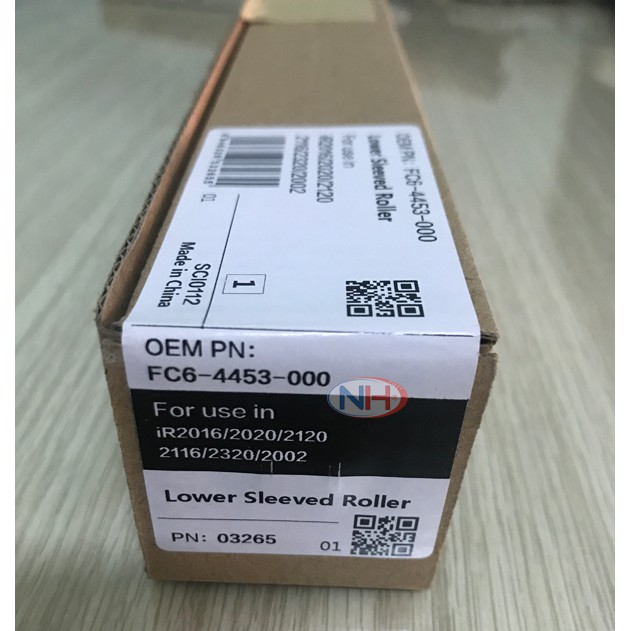 OEM PN: FC6-4453-000
Lower Sleeved Roller
For use in
iR2016/2020/2120
2116/2320/2002
01
1
SCJ0112
Made in China
OEM PN:
FC6-4453-000
NH
For use in
iR2016/2020/2120
2116/2320/2002
Lower Sleeved Roller
PN: 03265
01